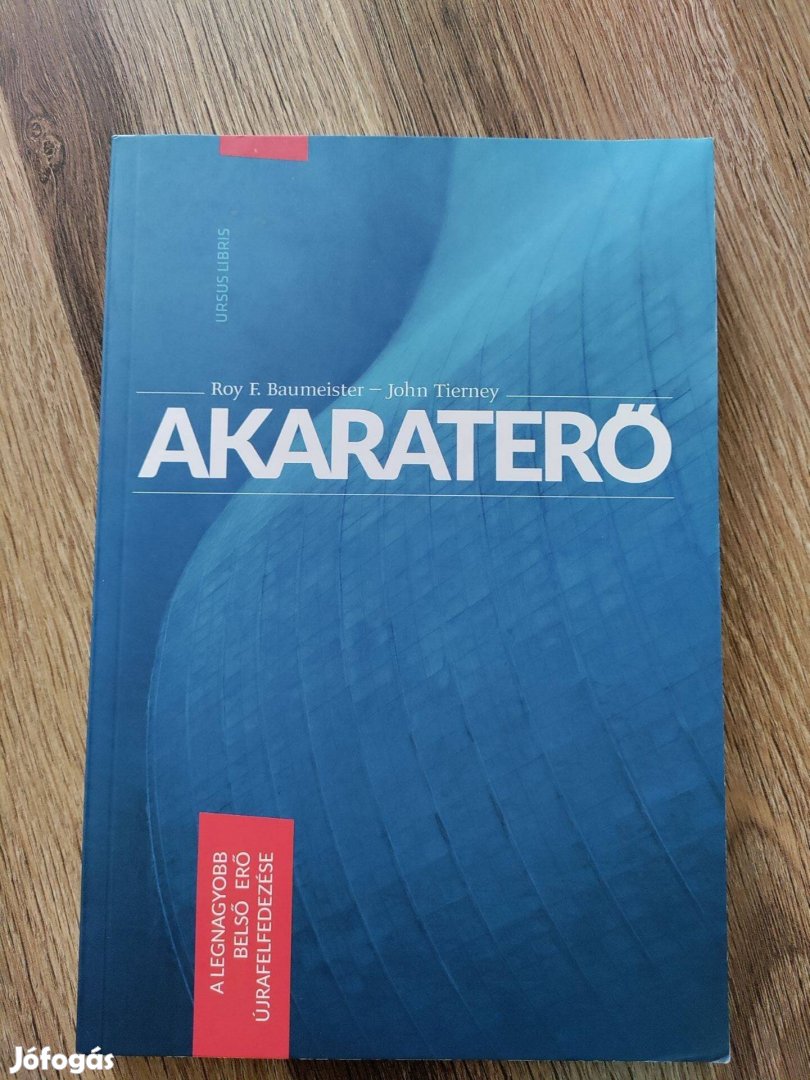 URSUS LIBRIS
Roy F. Baumeister – John Tierney
AKARATERŐ
A LEGNAGYOBB
BELSŐ ERŐ
ÚJRAFELFEDEZÉSE
Jófogás